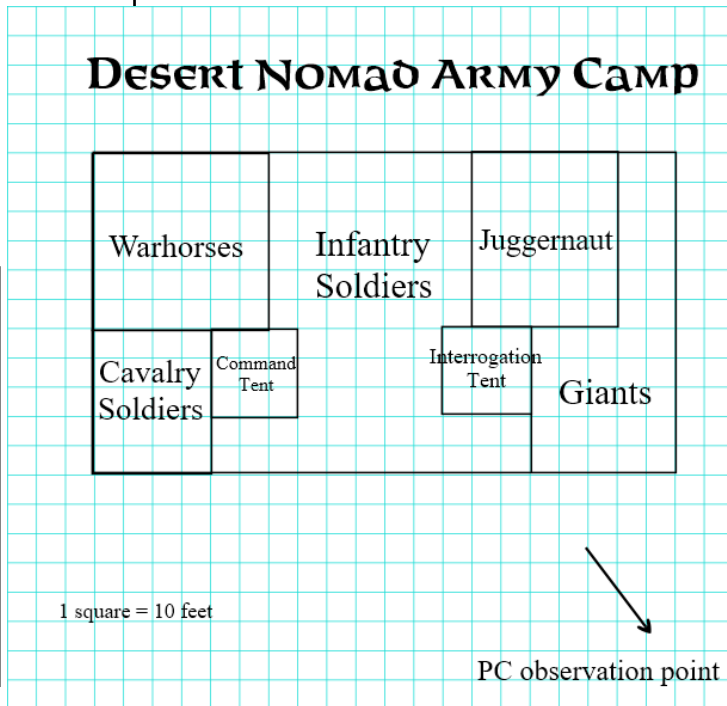 Desert Nomad Army Camp
Warhorses
Infantry
Soldiers
Juggernaut
Cavalry
Soldiers
Command
Tent
Interrogation
Tent
Giants
1 square = 10 feet
PC observation point